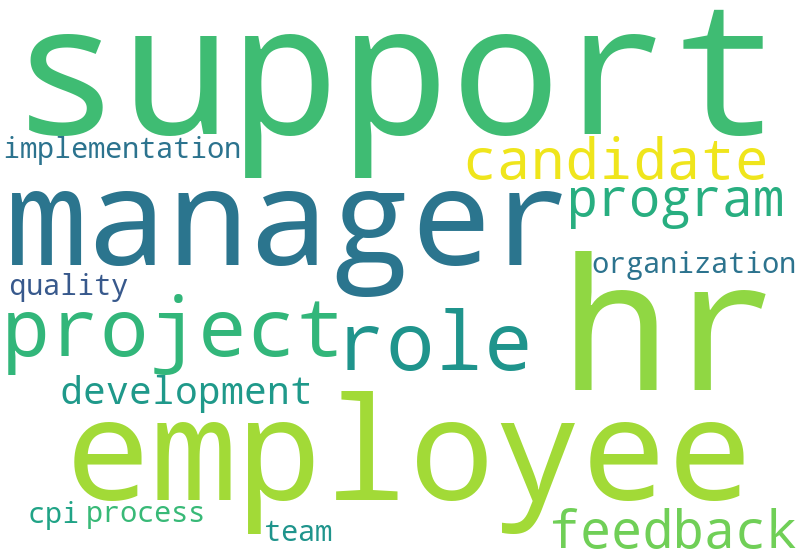 support
implementation
candidate
manager
program
organization
quality
project
role
hr
development
employee
cpi process
feedback
team